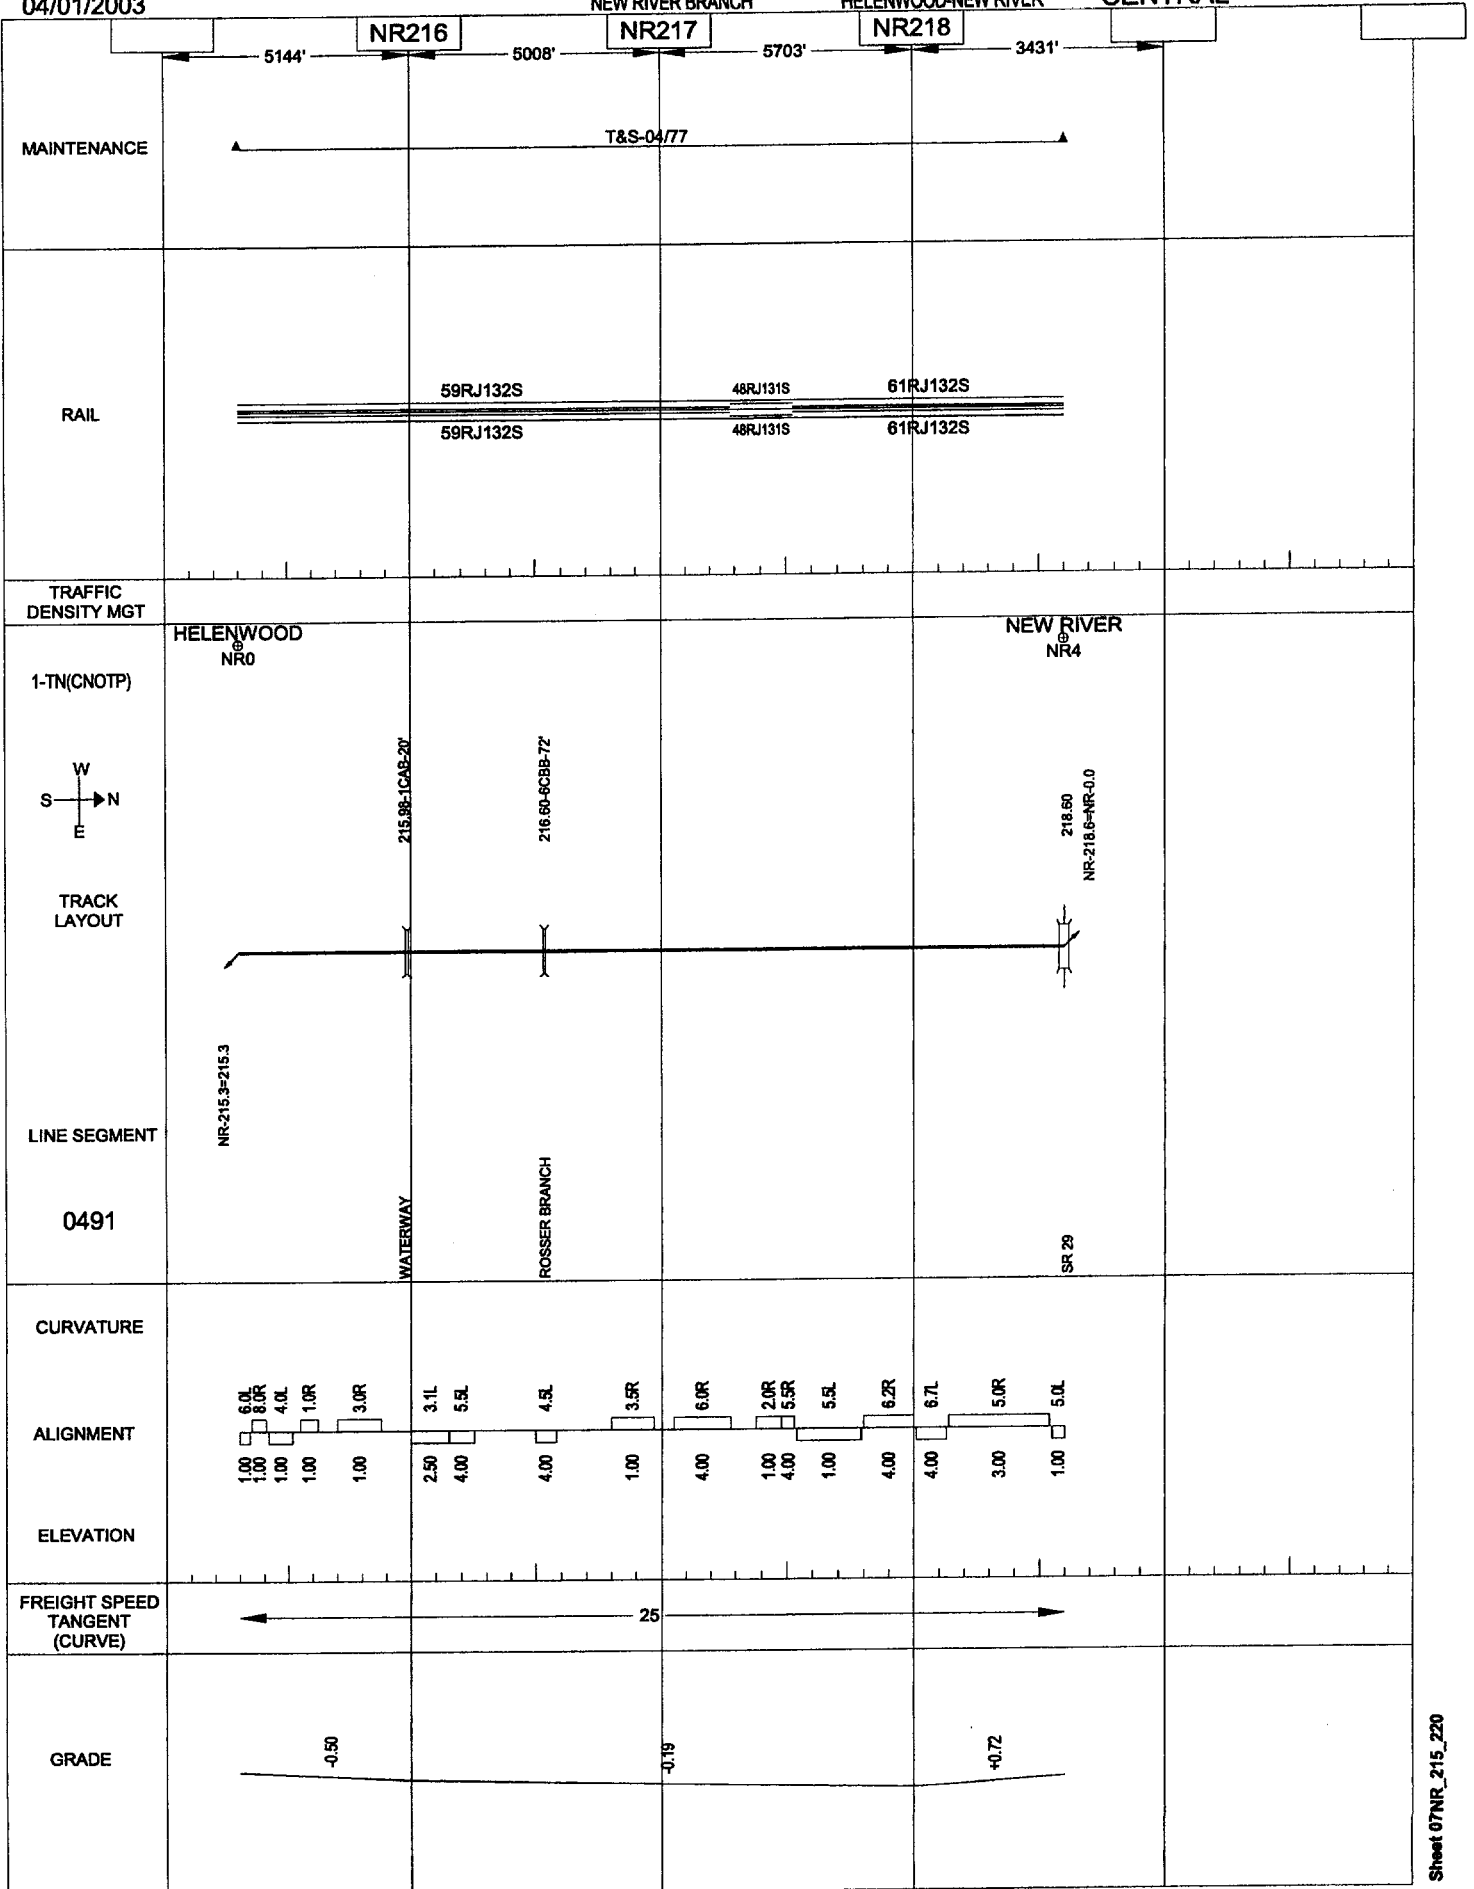 04/01/2003
NEW RIVER BRANCH
HELENWOOD-NEW RIVER
CENTRAL
NR216
NR217
NR218
5144'
5008'
5703'
3431'
MAINTENANCE
T&S-04/77
RAIL
59RJ132S
48RJ131S
61RJ132S
59RJ132S
48RJ131S
61RJ132S
TRAFFIC
DENSITY MGT
HELENWOOD
NR0
NEW RIVER
NR4
1-TN(CNOTP)
W
S
N
E
215.98-1CAB-20'
216.60-6CBB-72'
218.60
NR-218.6=NR-0.0
TRACK
LAYOUT
NR-215.3=215.3
LINE SEGMENT
0491
WATERWAY
ROSSER BRANCH
SR 29
CURVATURE
6.0L
8.0R
4.0L
1.0R
3.0R
3.1L
5.5L
4.5L
3.5R
6.0R
2.0R
5.5R
5.5L
6.2R
6.7L
5.0R
5.0L
ALIGNMENT
1.00
1.00
1.00
1.00
1.00
2.50
4.00
4.00
1.00
4.00
1.00
4.00
1.00
4.00
4.00
3.00
1.00
ELEVATION
FREIGHT SPEED
TANGENT
(CURVE)
25
GRADE
-0.50
-0.19
+0.72
Sheet 07NR_215_220